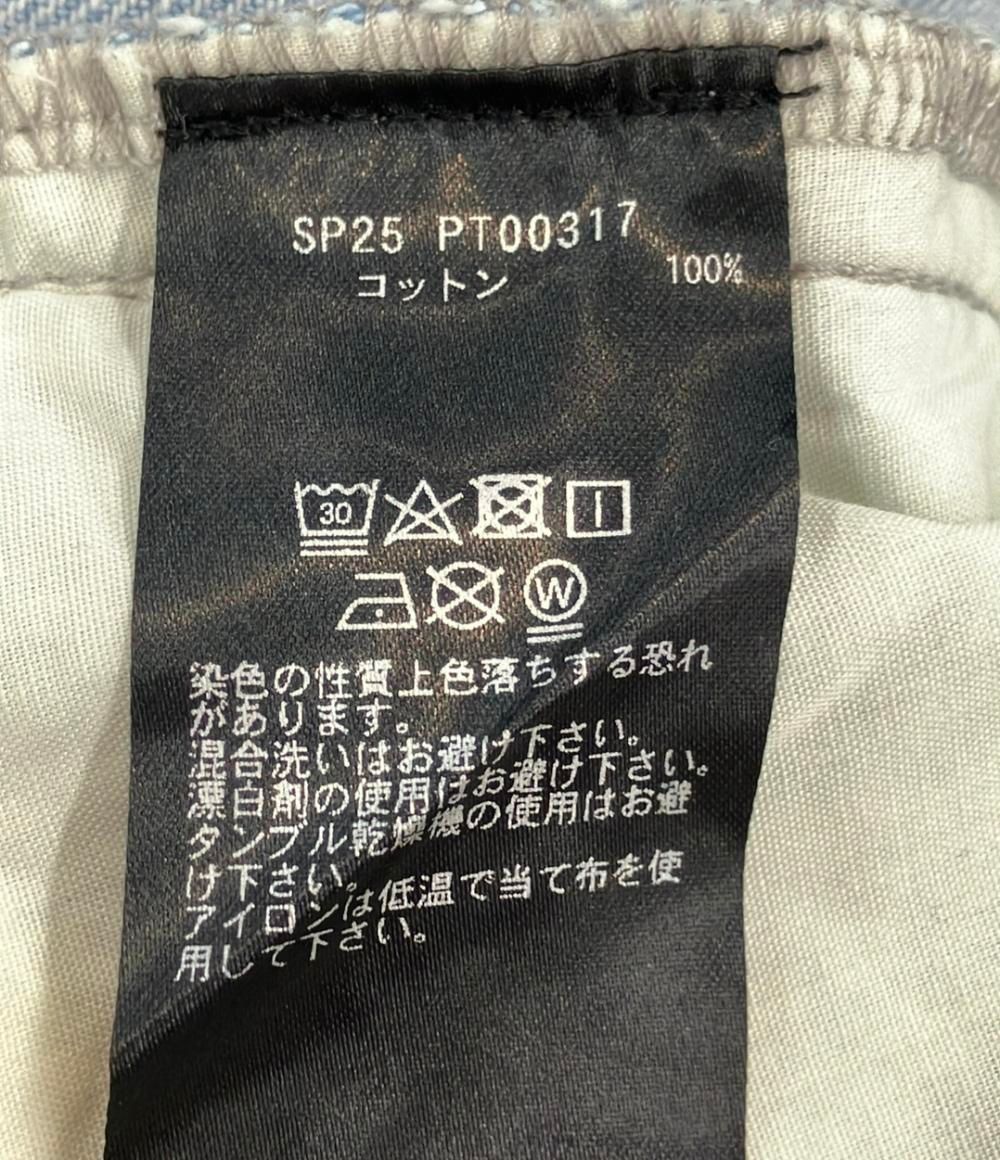 SP25 PT00317
コットン 100%
30
W
染色の性質上色落ちする恐れ
があります。
混合洗いはお避け下さい。
漂白剤の使用はお避け下さい。
タンブル乾燥機の使用はお避
け下さい。
アイロンは低温で当て布を使
用して下さい。